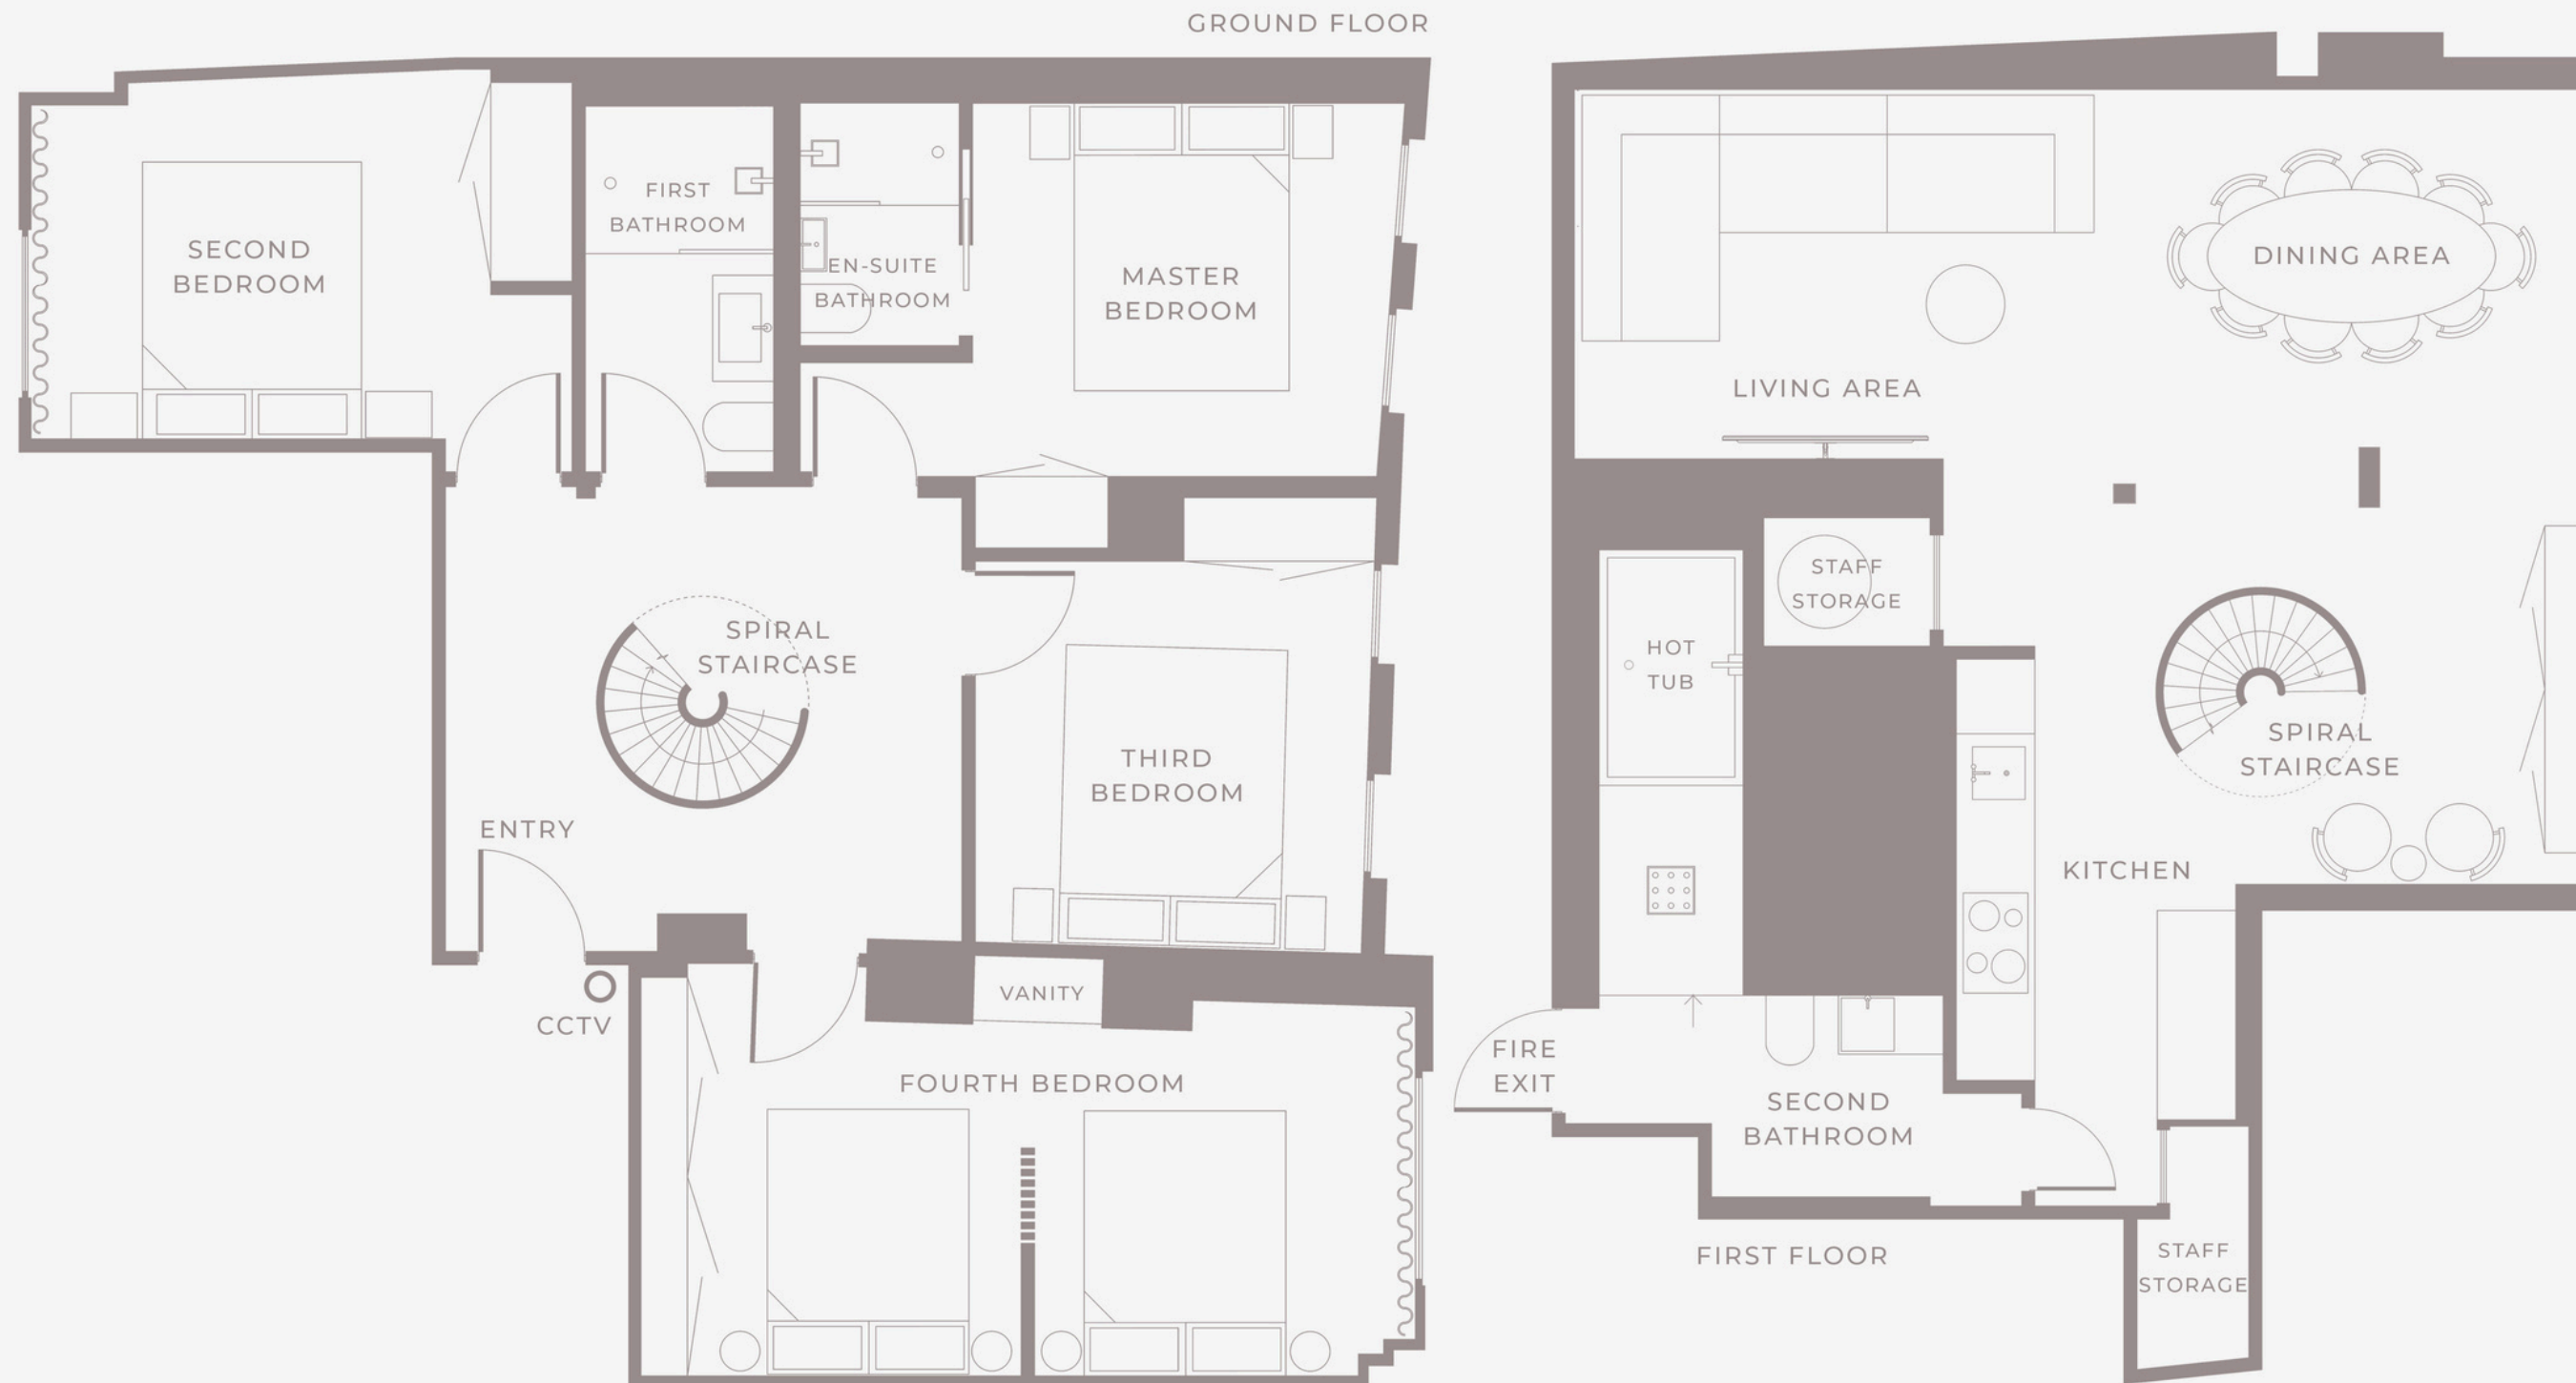 GROUND FLOOR
SECOND
BEDROOM
FIRST
BATHROOM
EN-SUITE
BATHROOM
MASTER
BEDROOM
SPIRAL
STAIRCASE
THIRD
BEDROOM
ENTRY
CCTV
VANITY
FOURTH BEDROOM
DINING AREA
LIVING AREA
STAFF
STORAGE
HOT
TUB
SPIRAL
STAIRCASE
KITCHEN
FIRE
EXIT
SECOND
BATHROOM
FIRST FLOOR
STAFF
STORAGE